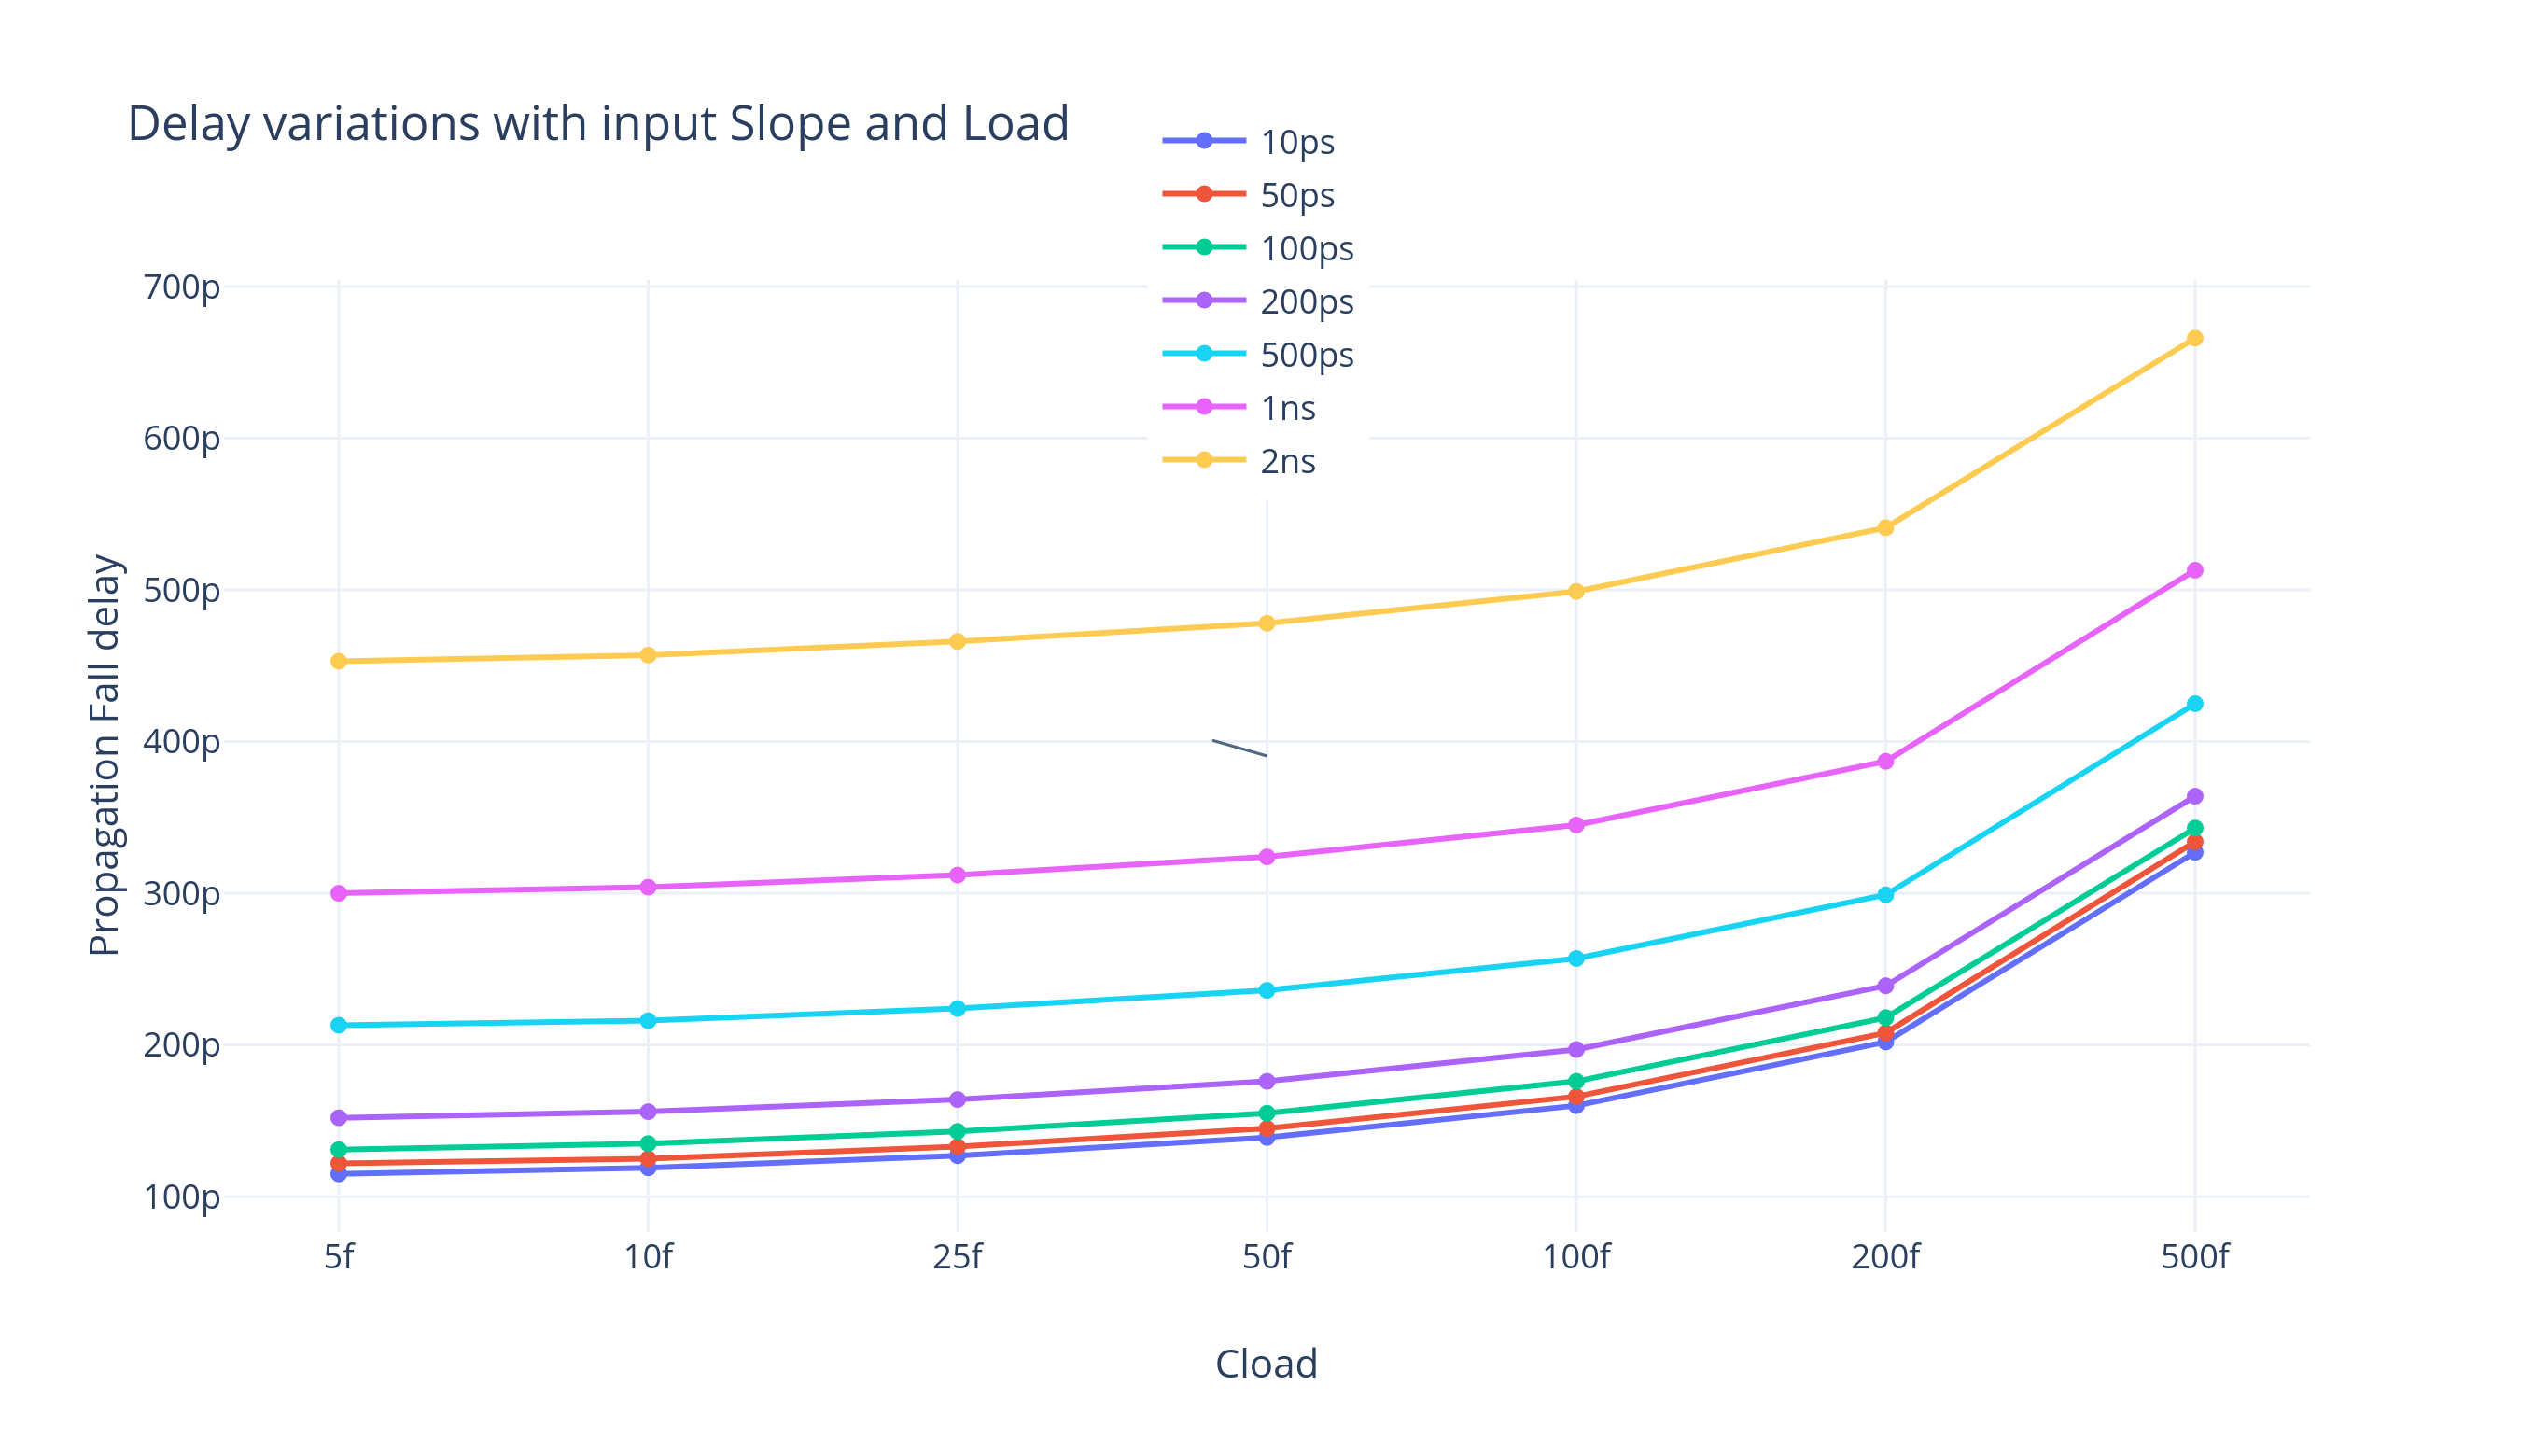 Delay variations with input Slope and Load
10ps
50ps
100ps
200ps
500ps
1ns
2ns
700p
600p
500p
400p
300p
200p
100p
Propagation Fall delay
5f 10f 25f 50f 100f 200f 500f
Cload